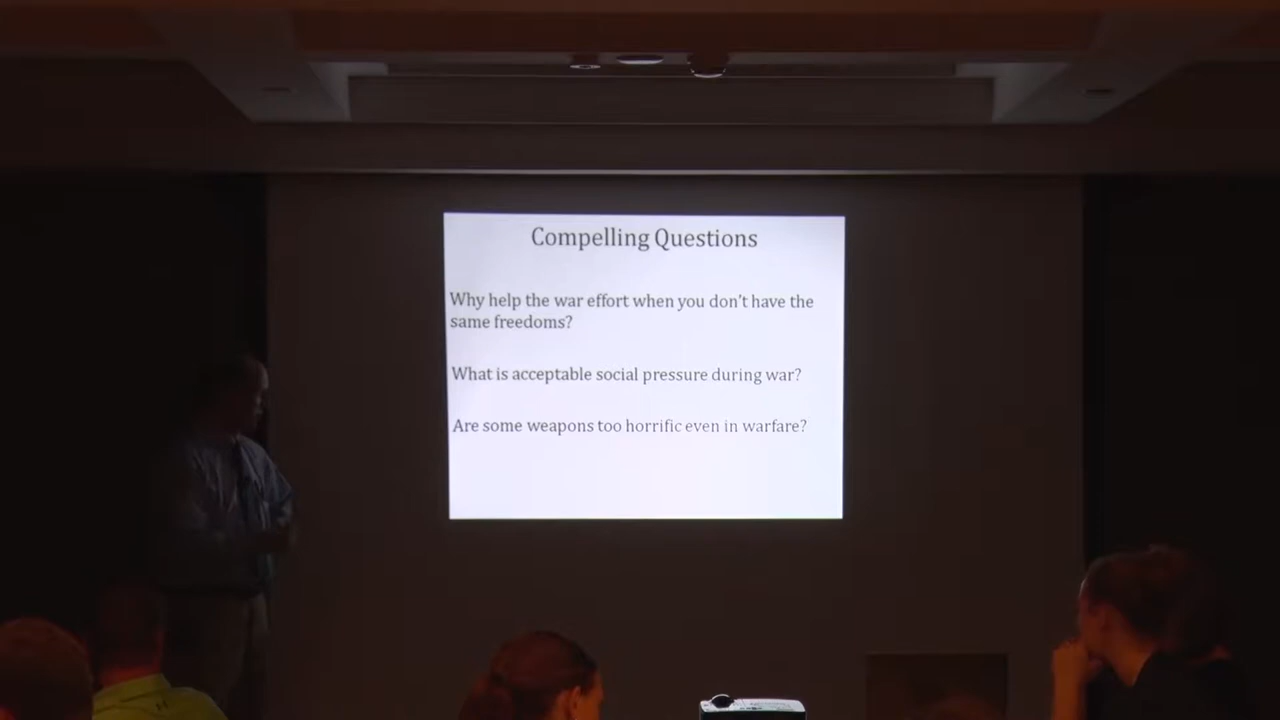 Compelling Questions
Why help the war effort when you don't have the
same freedoms?
What is acceptable social pressure during war?
Are some weapons too horrific even in warfare?